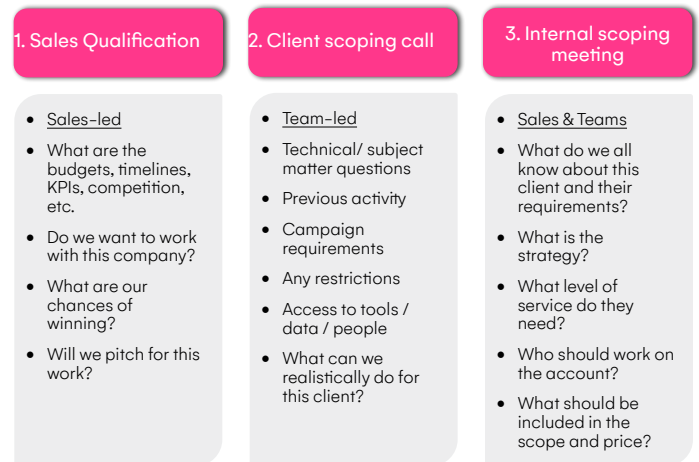 1. Sales Qualification
• Sales-led
• What are the
budgets, timelines,
KPIs, competition,
etc.
• Do we want to work
with this company?
• What are our
chances of
winning?
• Will we pitch for this
work?
2. Client scoping call
• Team-led
• Technical/ subject
matter questions
• Previous activity
• Campaign
requirements
• Any restrictions
• Access to tools /
data / people
• What can we
realistically do for
this client?
3. Internal scoping
meeting
• Sales & Teams
• What do we all
know about this
client and their
requirements?
• What is the
strategy?
• What level of
service do they
need?
• Who should work on
the account?
• What should be
included in the
scope and price?